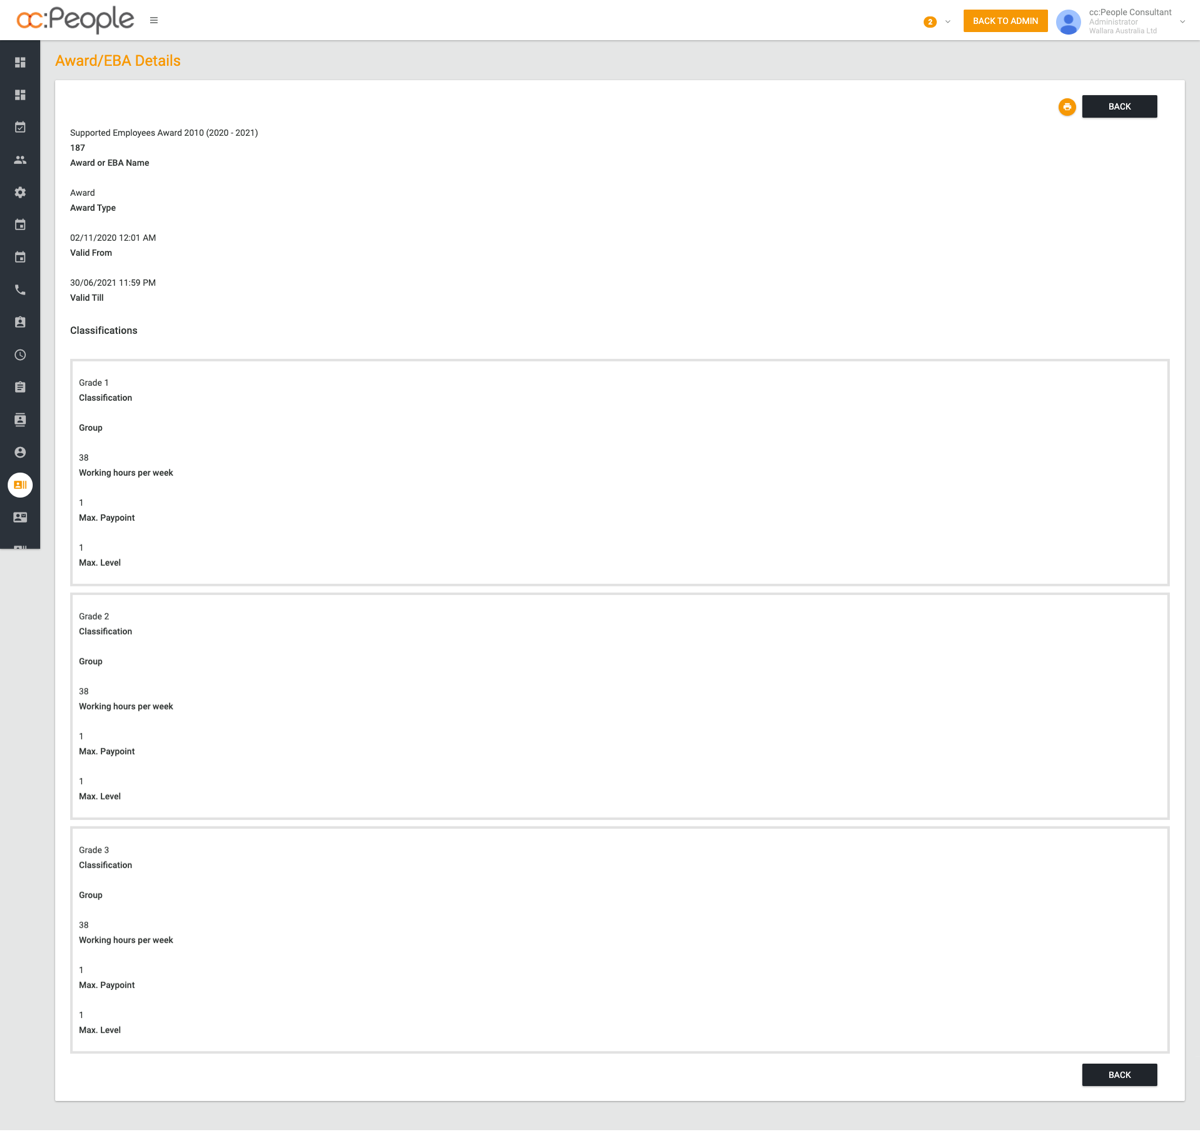 cc:People
2
BACK TO ADMIN
cc:People Consultant
Administrator
Wallara Australia Ltd
Award/EBA Details
BACK
Supported Employees Award 2010 (2020 - 2021)
187
Award or EBA Name
Award
Award Type
02/11/2020 12:01 AM
Valid From
30/06/2021 11:59 PM
Valid Till
Classifications
Grade 1
Classification
Group
38
Working hours per week
1
Max. Paypoint
1
Max. Level
Grade 2
Classification
Group
38
Working hours per week
1
Max. Paypoint
1
Max. Level
Grade 3
Classification
Group
38
Working hours per week
1
Max. Paypoint
1
Max. Level
BACK